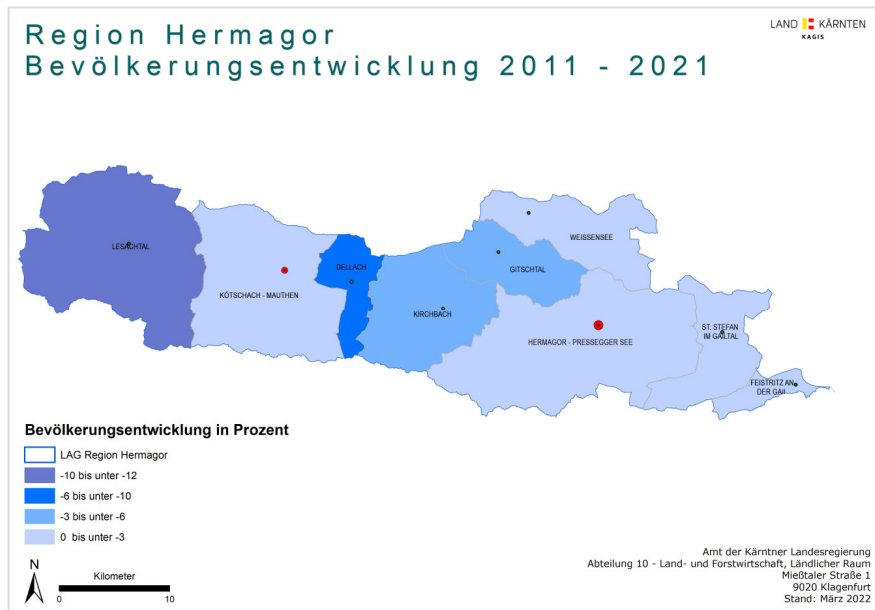 Region Hermagor
Bevölkerungsentwicklung 2011 - 2021
LAND KÄRNTEN
KAGIS
LESACHTAL
KÖTSCHACH - MAUTHEN
DELLACH
KIRCHBACH
GITSCHTAL
WEISSENSEE
HERMAGOR - PRESSEGGER SEE
ST. STEFAN
IM GAILTAL
FEISTRITZ AN
DER GAIL
Bevölkerungsentwicklung in Prozent
LAG Region Hermagor
-10 bis unter -12
-6 bis unter -10
-3 bis unter -6
0 bis unter -3
N
Kilometer
0 10
Amt der Kärntner Landesregierung
Abteilung 10 - Land- und Forstwirtschaft, Ländlicher Raum
Mießtaler Straße 1
9020 Klagenfurt
Stand: März 2022